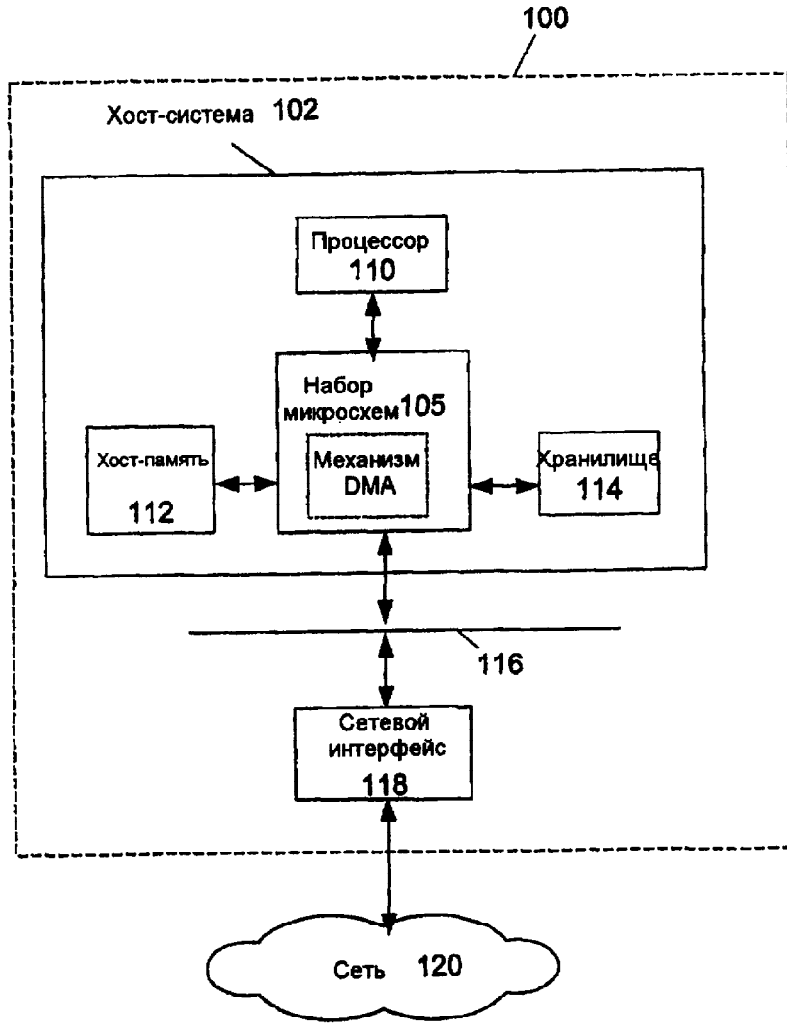 100
Хост-система 102
Процессор
110
Набор
микросхем105
Механизм
DMA
Хост-память
112
Хранилище
114
116
Сетевой
интерфейс
118
Сеть 120